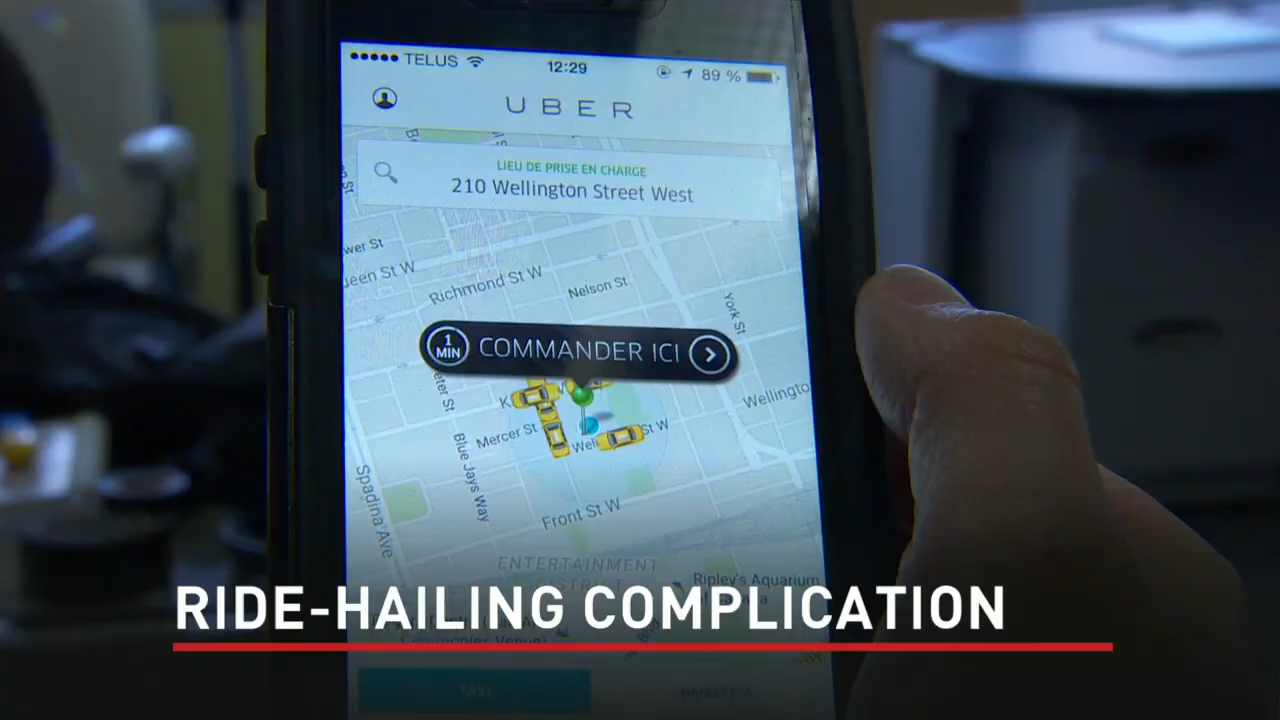 TELUS 12:29 89 %
UBER
LIEU DE PRISE EN CHARGE
210 Wellington Street West
Richmond St W
Nelson St
York St
1 MIN COMMANDER ICI
Wellington
Mercer St
St W
Blue Jays Way
Spadina Ave
Front St W
ENTERTAINMENT
DISTRICT
Ripley's Aquarium
RIDE-HAILING COMPLICATION
TAXI